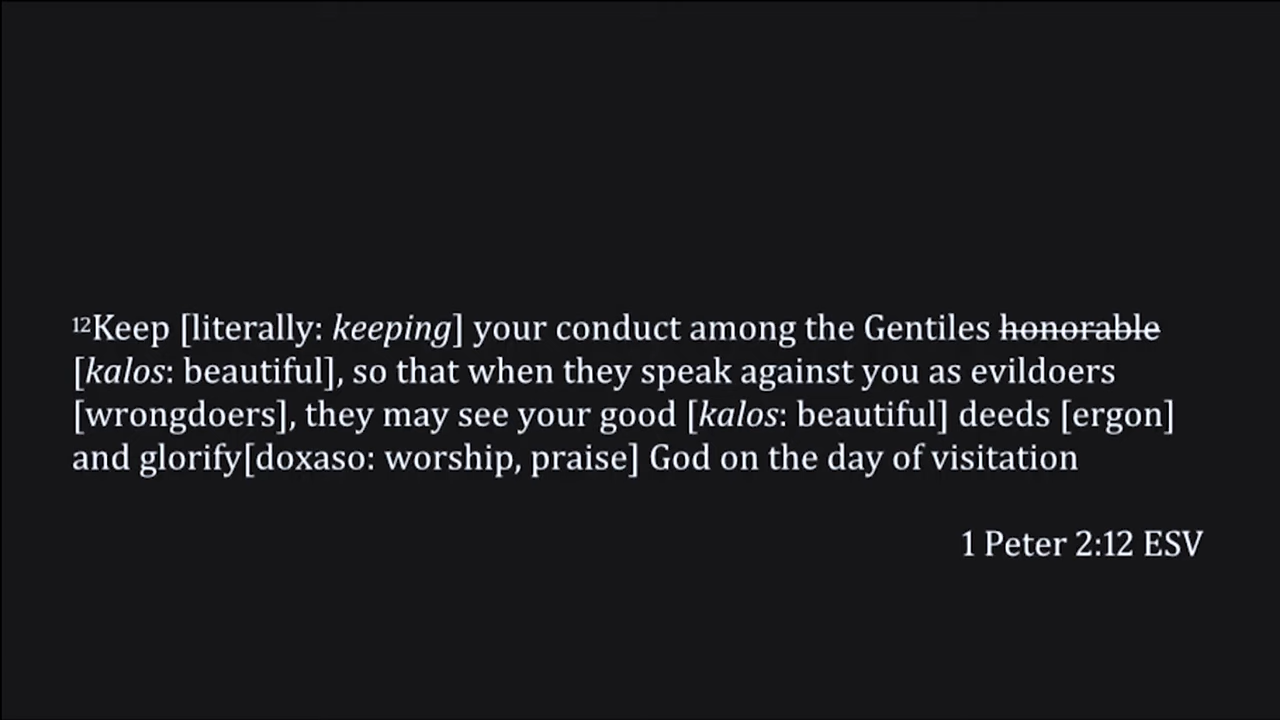 12Keep [literally: keeping] your conduct among the Gentiles honorable
[kalos: beautiful], so that when they speak against you as evildoers
[wrongdoers], they may see your good [kalos: beautiful] deeds [ergon]
and glorify[doxaso: worship, praise] God on the day of visitation
1 Peter 2:12 ESV